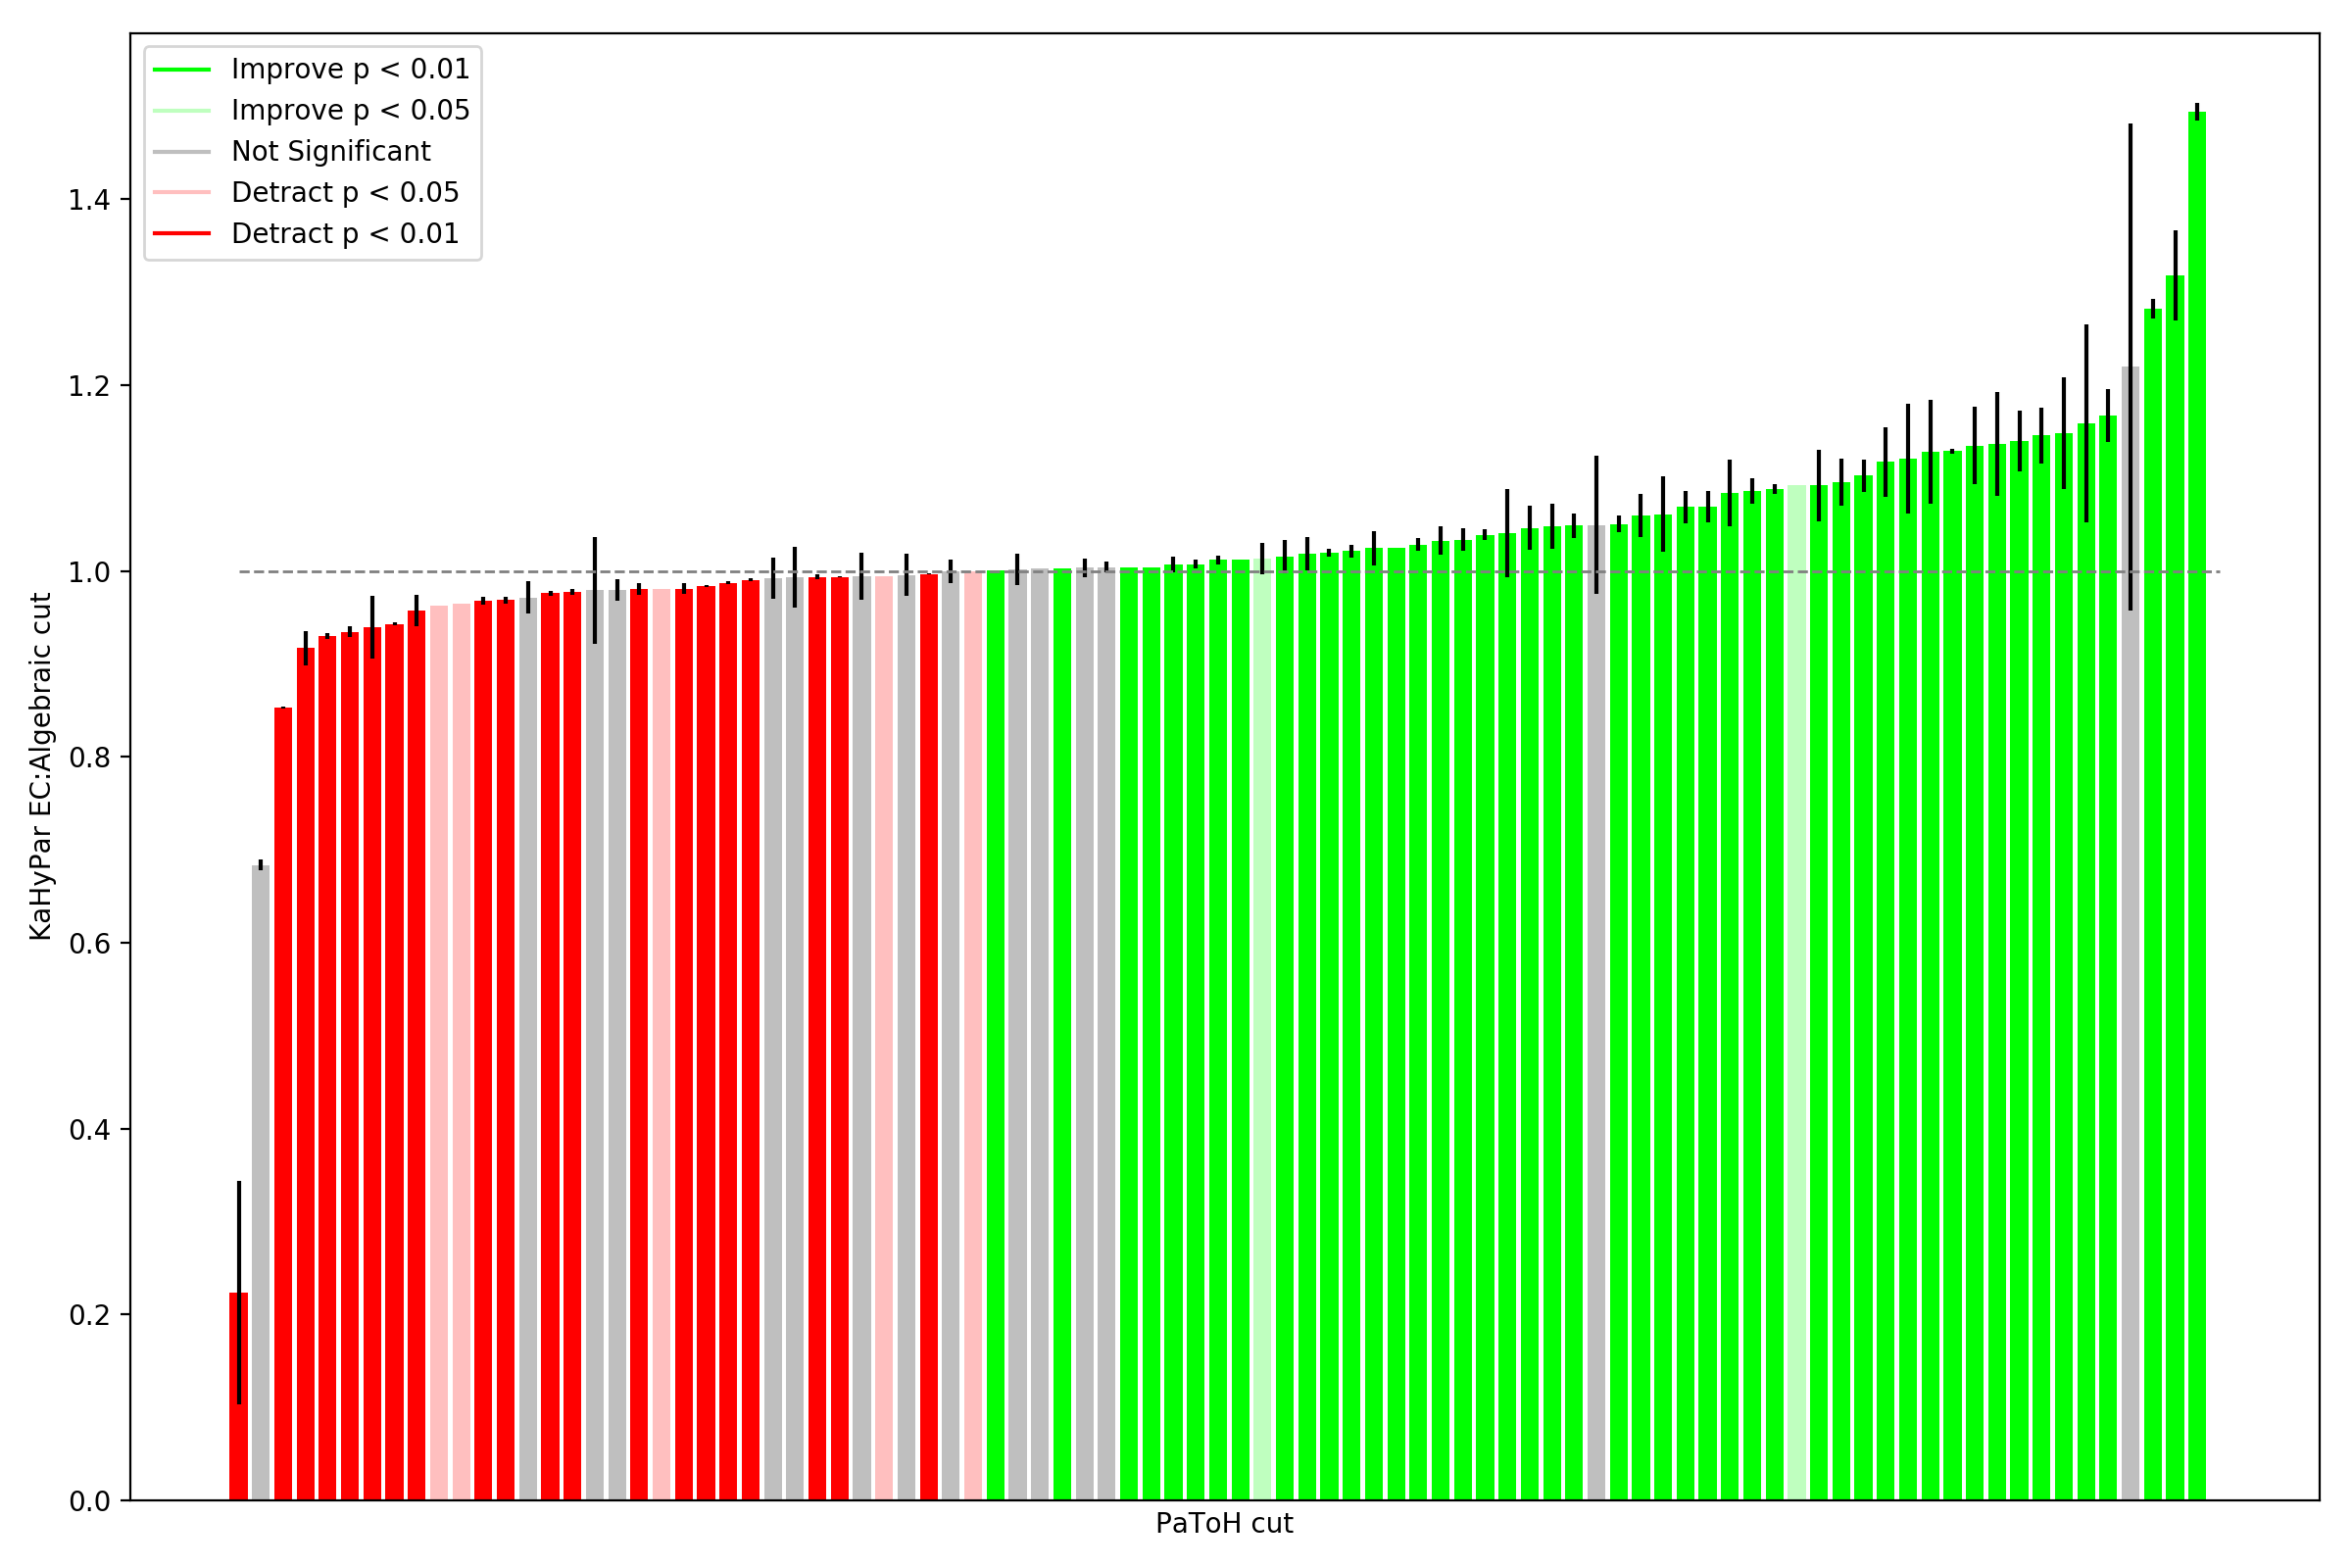 Improve p < 0.01
Improve p < 0.05
Not Significant
Detract p < 0.05
Detract p < 0.01
1.4
1.2
1.0
0.8
0.6
0.4
0.2
0.0
KaHyPar EC:Algebraic cut
PaToH cut